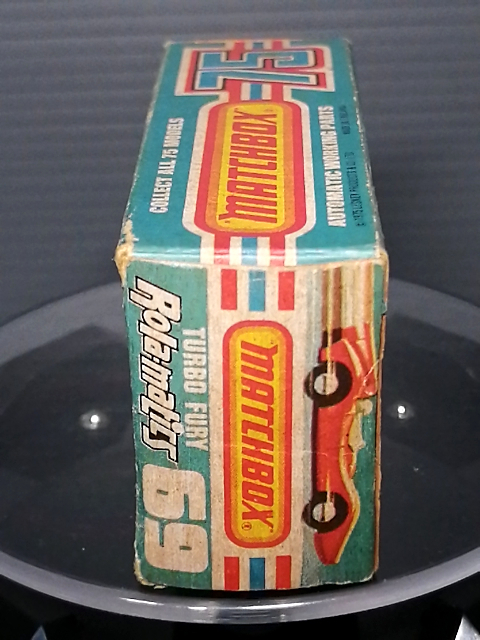 75
COLLECT ALL 75 MODELS
MATCHBOX
AUTOMATIC WORKING PARTS
MATCHBOX®
TURBO FURY
Rola-matics
69